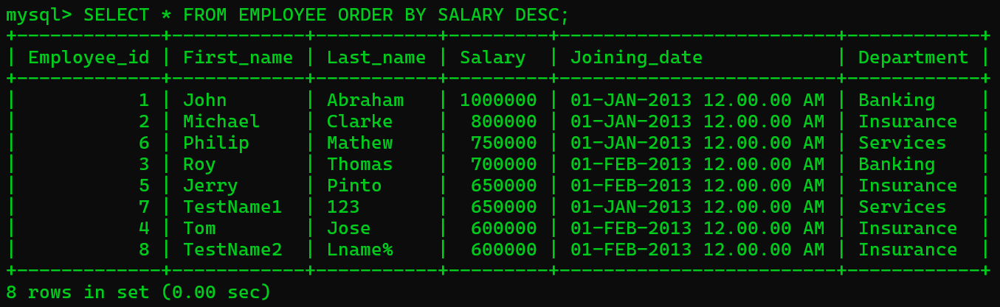 mysql> SELECT * FROM EMPLOYEE ORDER BY SALARY DESC;
+-------------+------------+-----------+---------+-------------------------+------------+
| Employee_id | First_name | Last_name | Salary  | Joining_date            | Department |
+-------------+------------+-----------+---------+-------------------------+------------+
|           1 | John       | Abraham   | 1000000 | 01-JAN-2013 12.00.00 AM | Banking    |
|           2 | Michael    | Clarke    |  800000 | 01-JAN-2013 12.00.00 AM | Insurance  |
|           6 | Philip     | Mathew    |  750000 | 01-JAN-2013 12.00.00 AM | Services   |
|           3 | Roy        | Thomas    |  700000 | 01-FEB-2013 12.00.00 AM | Banking    |
|           5 | Jerry      | Pinto     |  650000 | 01-FEB-2013 12.00.00 AM | Insurance  |
|           7 | TestName1  | 123       |  650000 | 01-JAN-2013 12.00.00 AM | Services   |
|           4 | Tom        | Jose      |  600000 | 01-FEB-2013 12.00.00 AM | Insurance  |
|           8 | TestName2  | Lname%    |  600000 | 01-FEB-2013 12.00.00 AM | Insurance  |
+-------------+------------+-----------+---------+-------------------------+------------+
8 rows in set (0.00 sec)